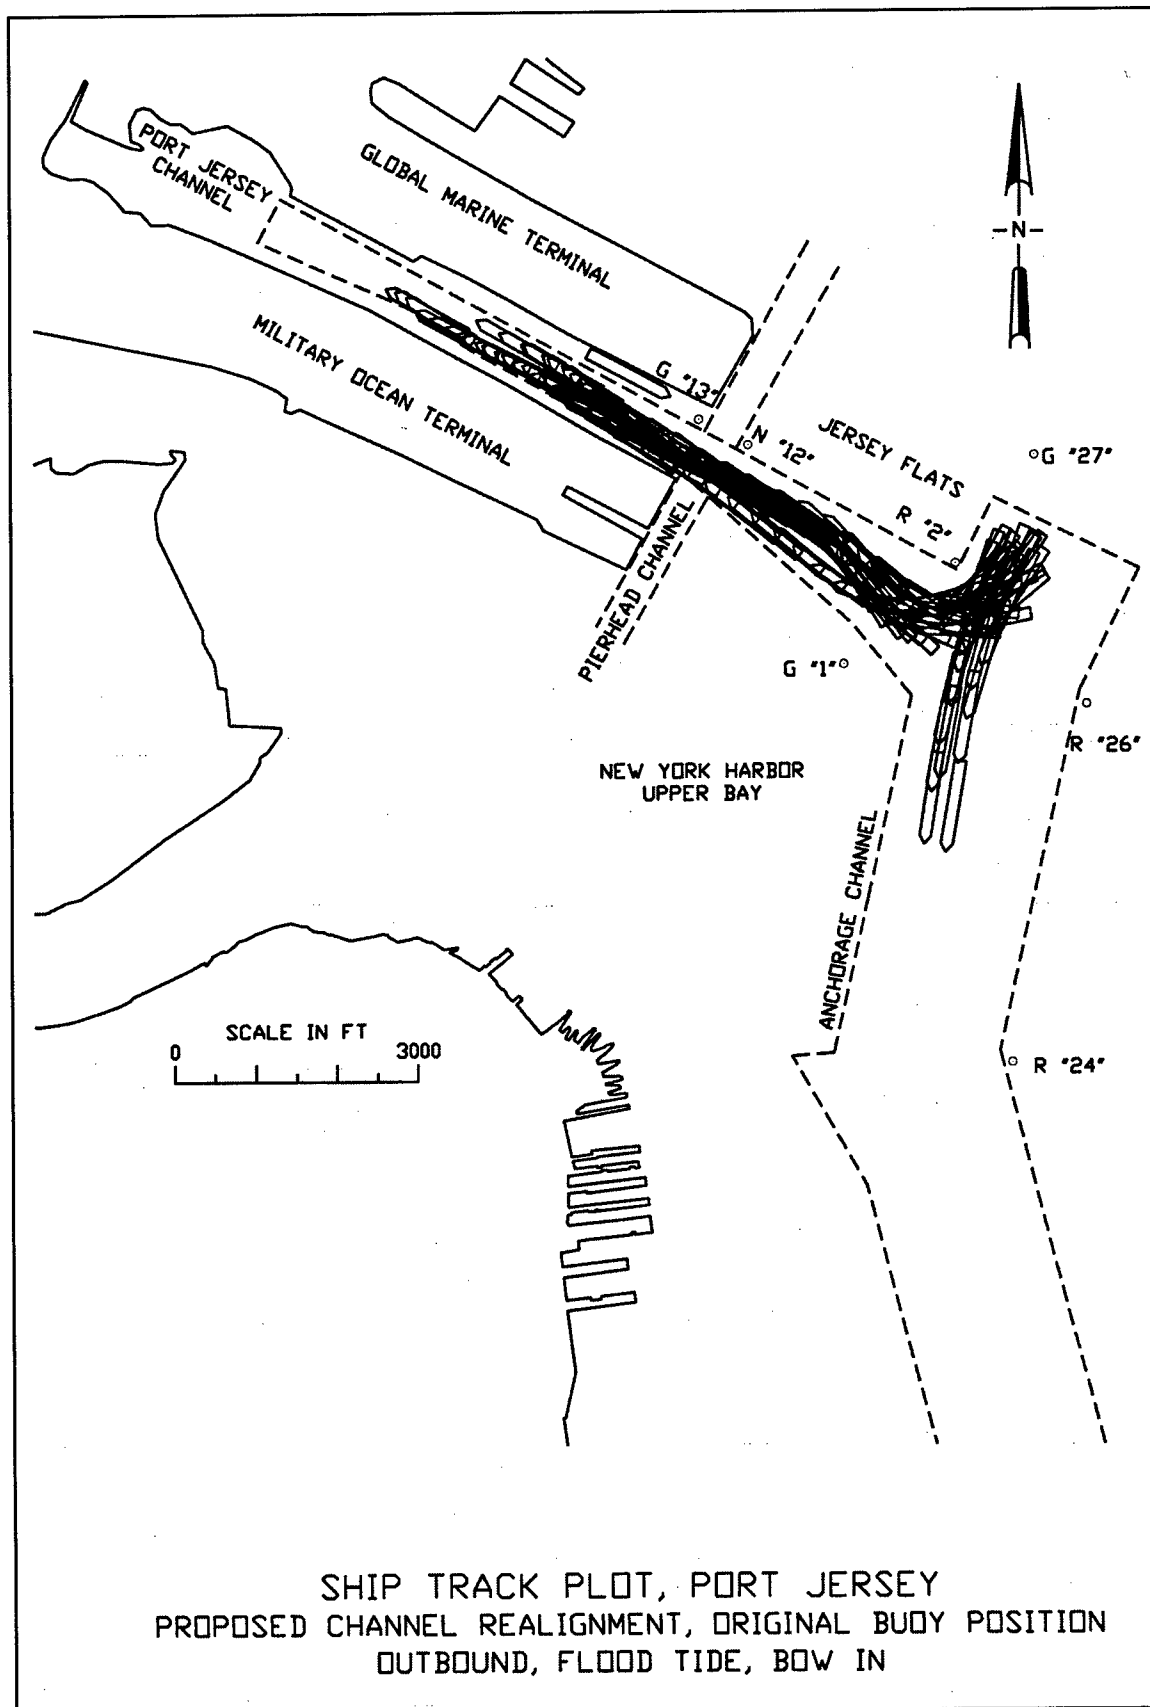 PORT JERSEY
CHANNEL
GLOBAL MARINE TERMINAL
-N-
MILITARY OCEAN TERMINAL
G "13"
N "12"
JERSEY FLATS
G "27"
R "2"
PIERHEAD CHANNEL
G "1"
R "26"
NEW YORK HARBOR
UPPER BAY
ANCHORAGE CHANNEL
SCALE IN FT
0 3000
R "24"
SHIP TRACK PLOT, PORT JERSEY
PROPOSED CHANNEL REALIGNMENT, ORIGINAL BUOY POSITION
OUTBOUND, FLOOD TIDE, BOW IN